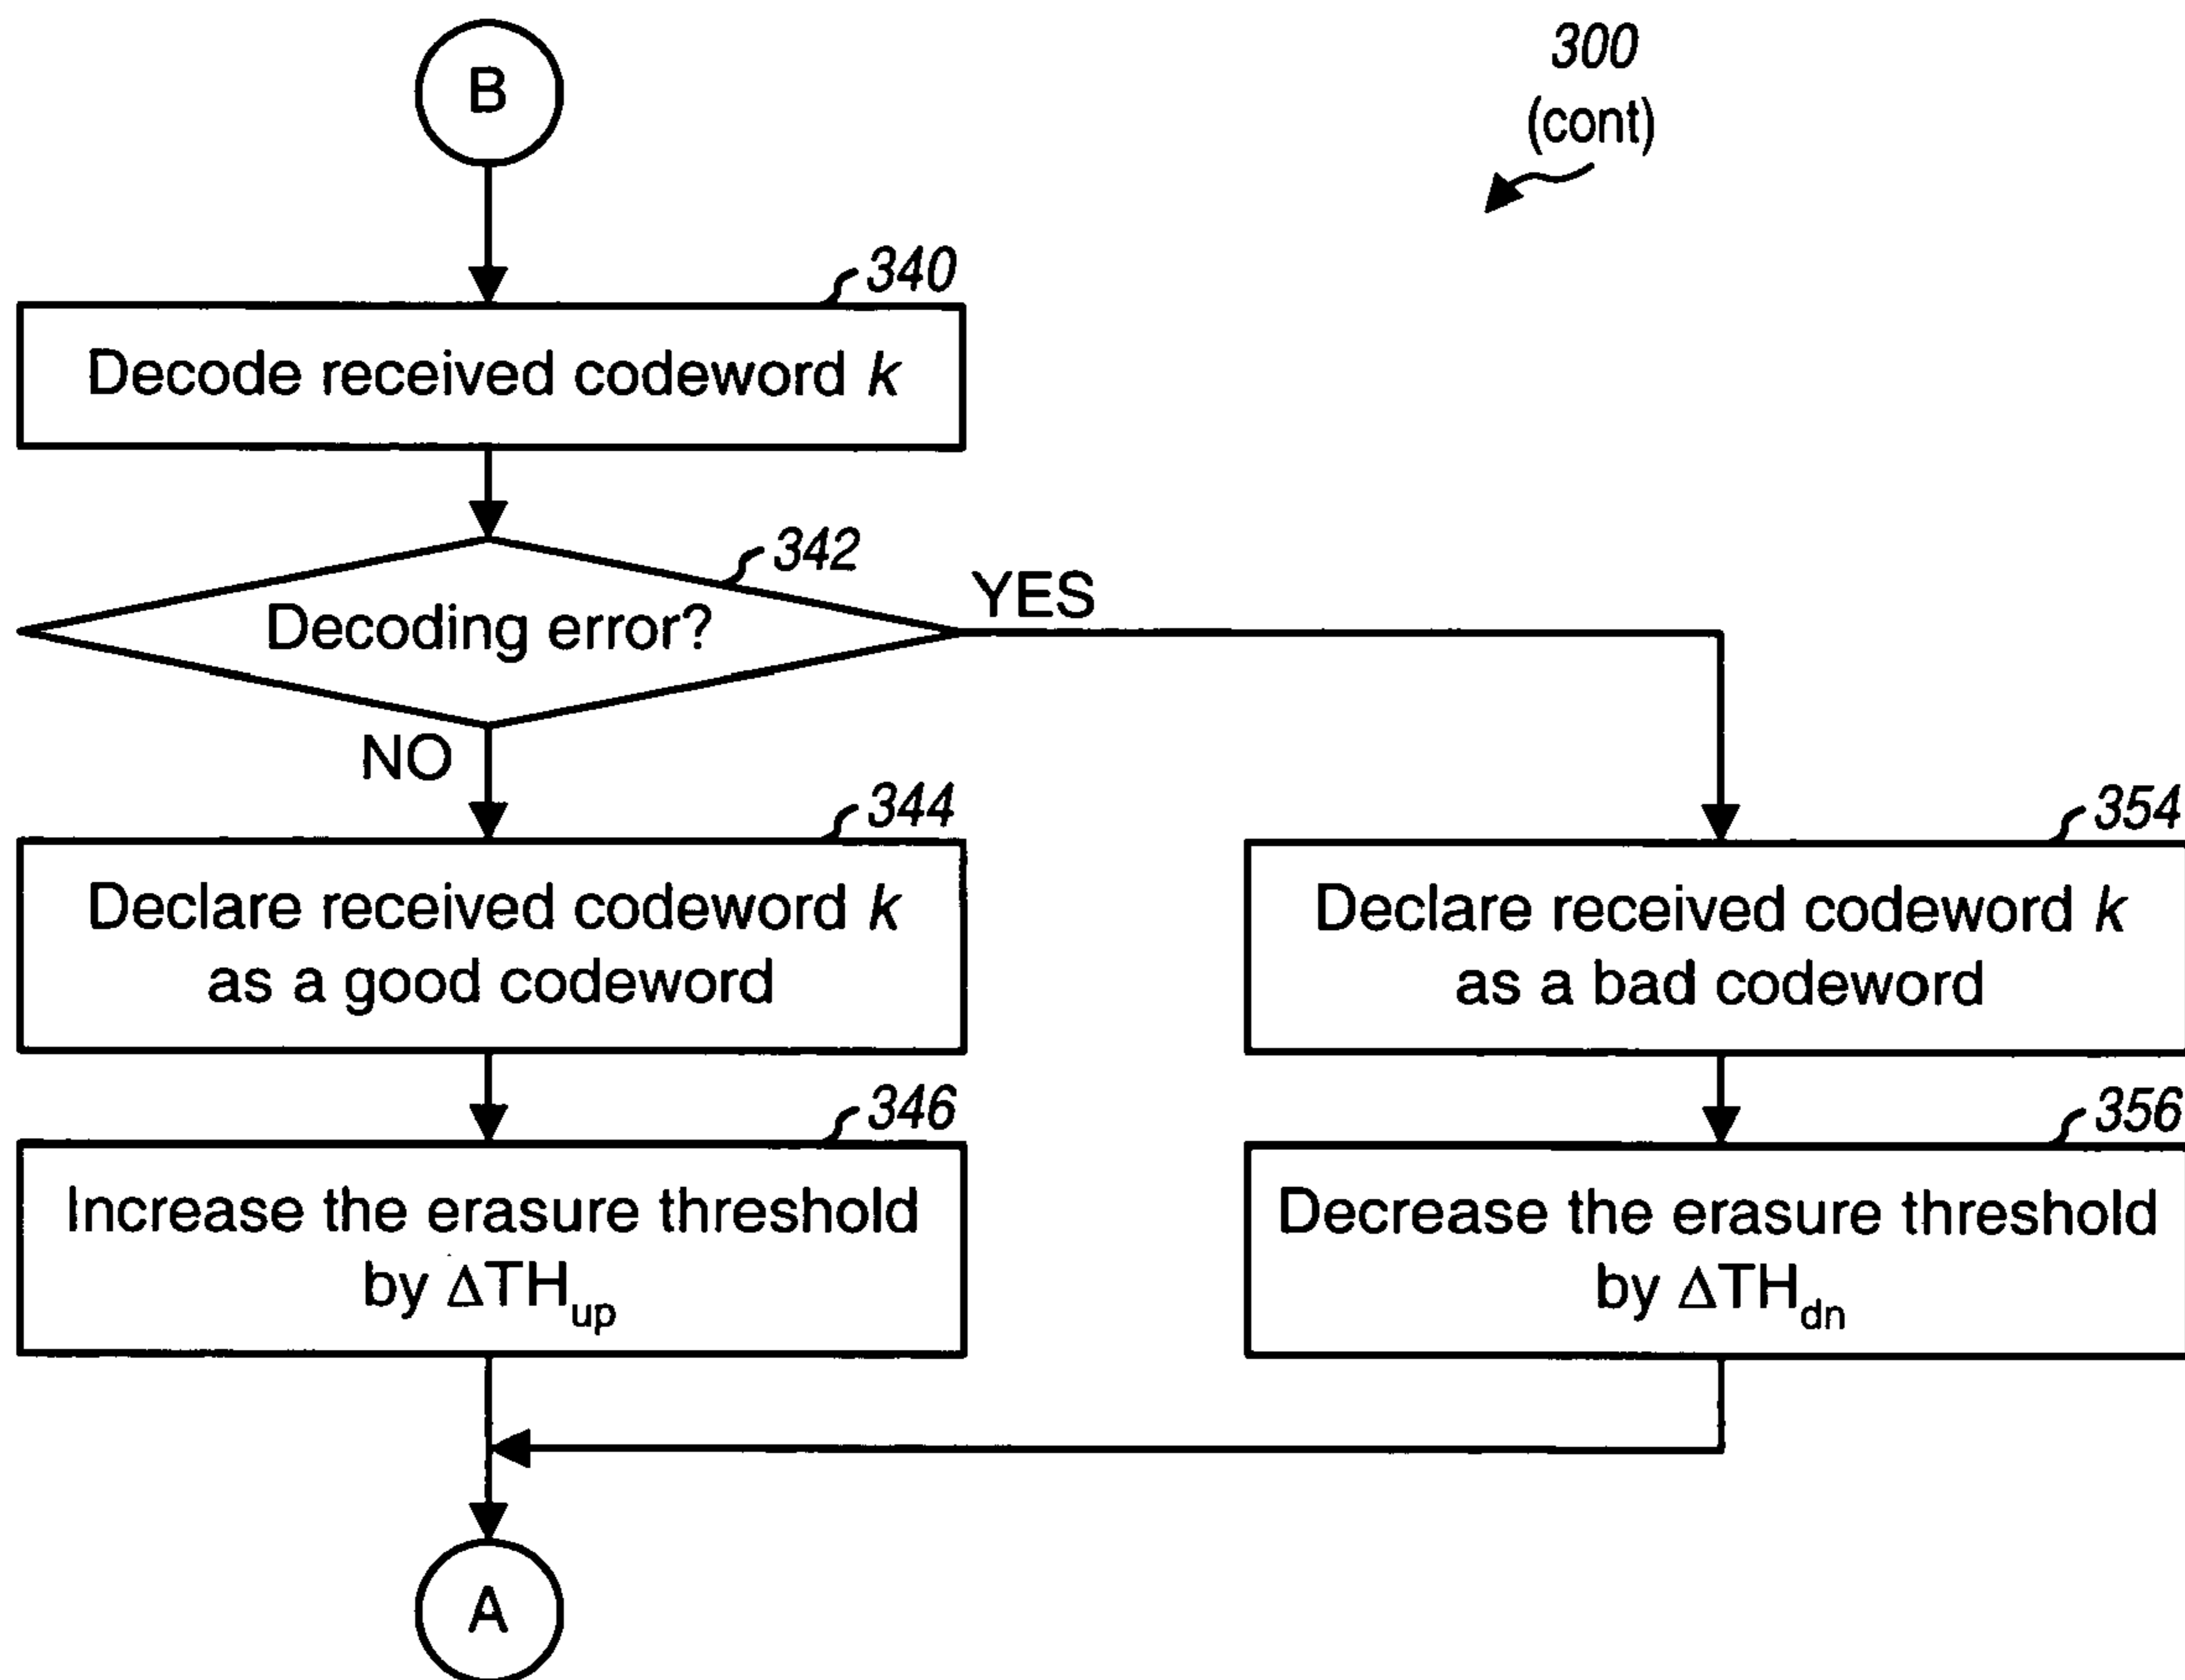 B
300
(cont)
340
Decode received codeword k
342
Decoding error?
YES
NO
344
Declare received codeword k
as a good codeword
354
Declare received codeword k
as a bad codeword
346
Increase the erasure threshold
by ΔTHup
356
Decrease the erasure threshold
by ΔTHdn
A